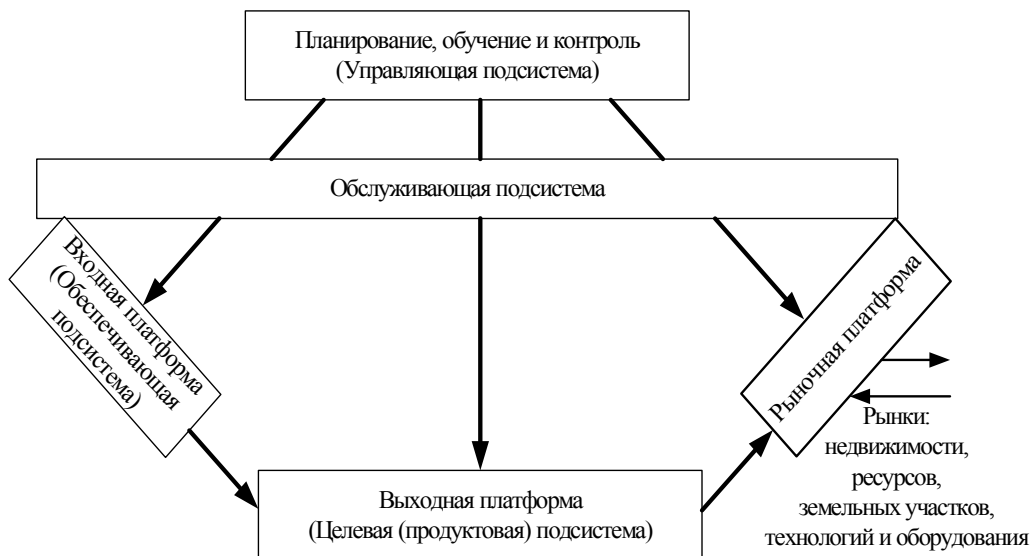 Планирование, обучение и контроль
(Управляющая подсистема)
Обслуживающая подсистема
Входная платформа
(Обеспечивающая
подсистема)
Рыночная платформа
Рынки:
недвижимости,
ресурсов,
земельных участков,
технологий и оборудования
Выходная платформа
(Целевая (продуктовая) подсистема)